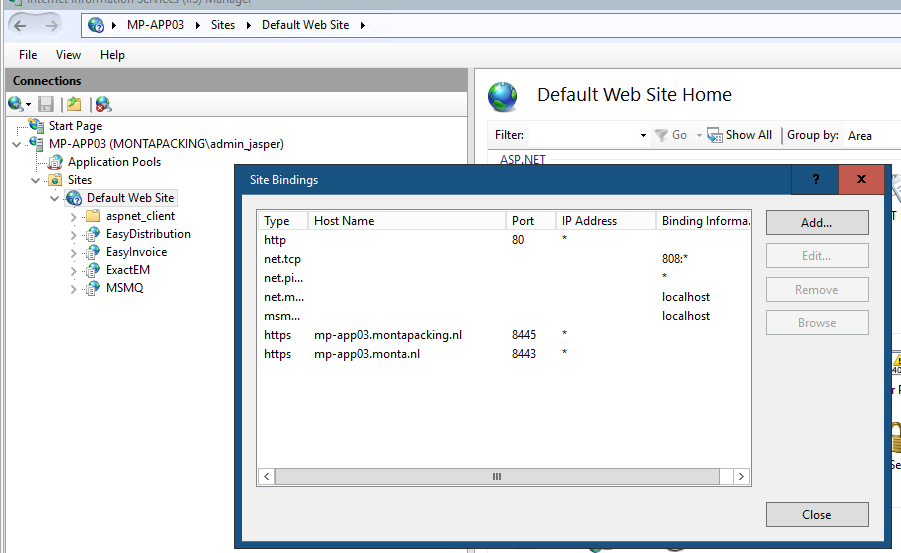 Internet Information Services (IIS) Manager
MP-APP03 Sites Default Web Site
File View Help
Connections
Start Page
MP-APP03 (MONTAPACKING\admin_jasper)
Application Pools
Sites
Default Web Site
aspnet_client
EasyDistribution
EasyInvoice
ExactEM
MSMQ
Default Web Site Home
Filter: Go Show All Group by: Area
ASP.NET
Site Bindings ? x
Type Host Name Port IP Address Binding Informa.
http 80 *
net.tcp 808:*
net.pi... *
net.m... localhost
msm... localhost
https mp-app03.montapacking.nl 8445 *
https mp-app03.monta.nl 8443 *
Add...
Edit...
Remove
Browse
Close